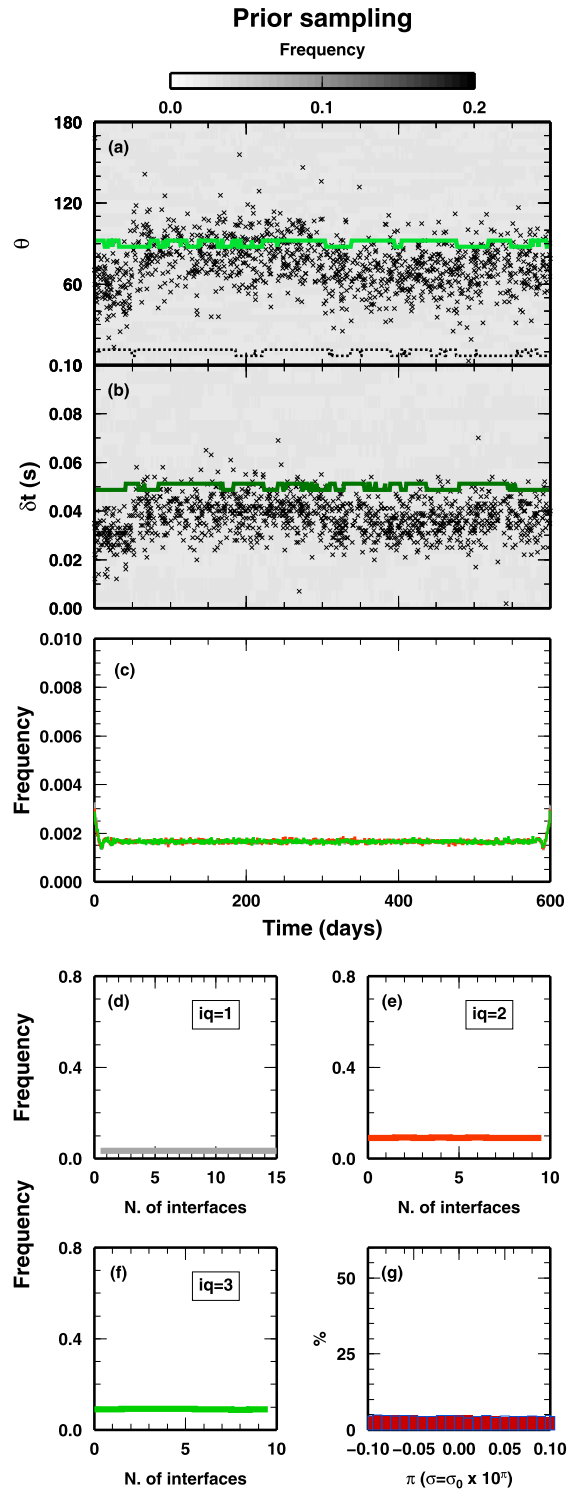 Prior sampling
Frequency
0.0 0.1 0.2
180
(a)
120
θ
60
0.10
(b)
0.08
0.06
δt (s)
0.04
0.02
0.00
0.010
(c)
0.008
0.006
Frequency
0.004
0.002
0.000
0 200 400 600
Time (days)
0.8
(d) iq=1
0.4
Frequency
0.0
0 5 10 15
N. of interfaces
0.8
(e) iq=2
0.4
0.0
0 5 10
N. of interfaces
0.8
(f) iq=3
0.4
Frequency
0.0
0 5 10
N. of interfaces
(g)
50
%
25
0
−0.10 −0.05 0.00 0.05 0.10
π (σ=σ₀ x 10^π)